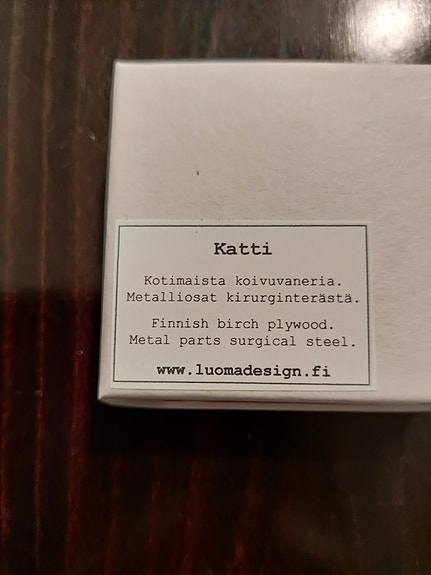 Katti
Kotimaista koivuvaneria.
Metalliosat kirurginterästä.
Finnish birch plywood.
Metal parts surgical steel.
www.luomadesign.fi